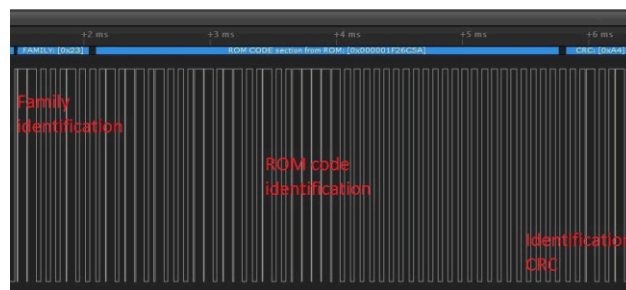 +2 ms +3 ms +4 ms +5 ms +6 ms
FAMILY: [0x23] ROM CODE section from ROM: [0x000001F26C5A] CRC: [0xA4]
Family
identification
ROM code
identification
Identificatio
CRC